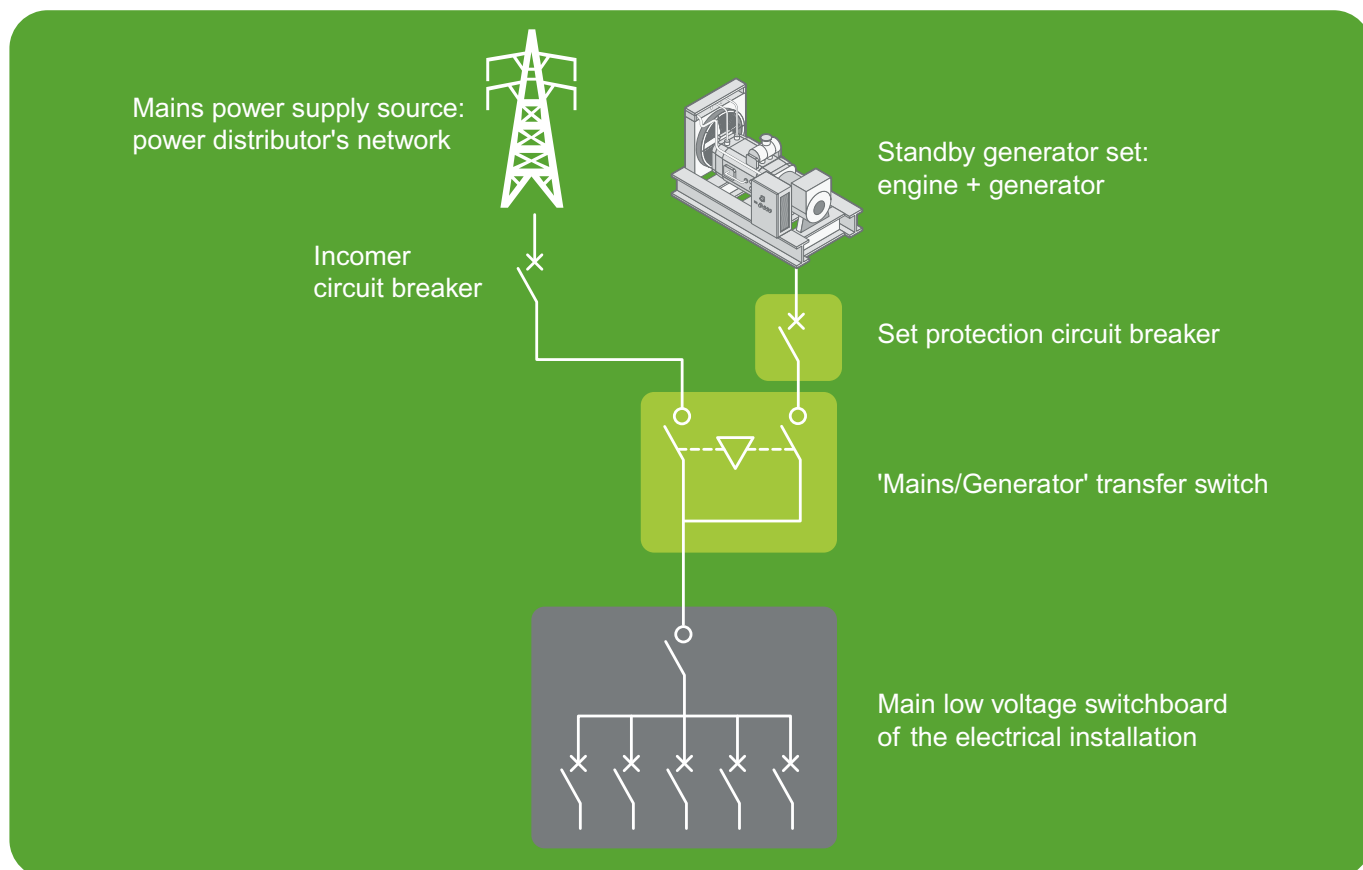 Mains power supply source:
power distributor's network
Standby generator set:
engine + generator
Incomer
circuit breaker
Set protection circuit breaker
'Mains/Generator' transfer switch
Main low voltage switchboard
of the electrical installation